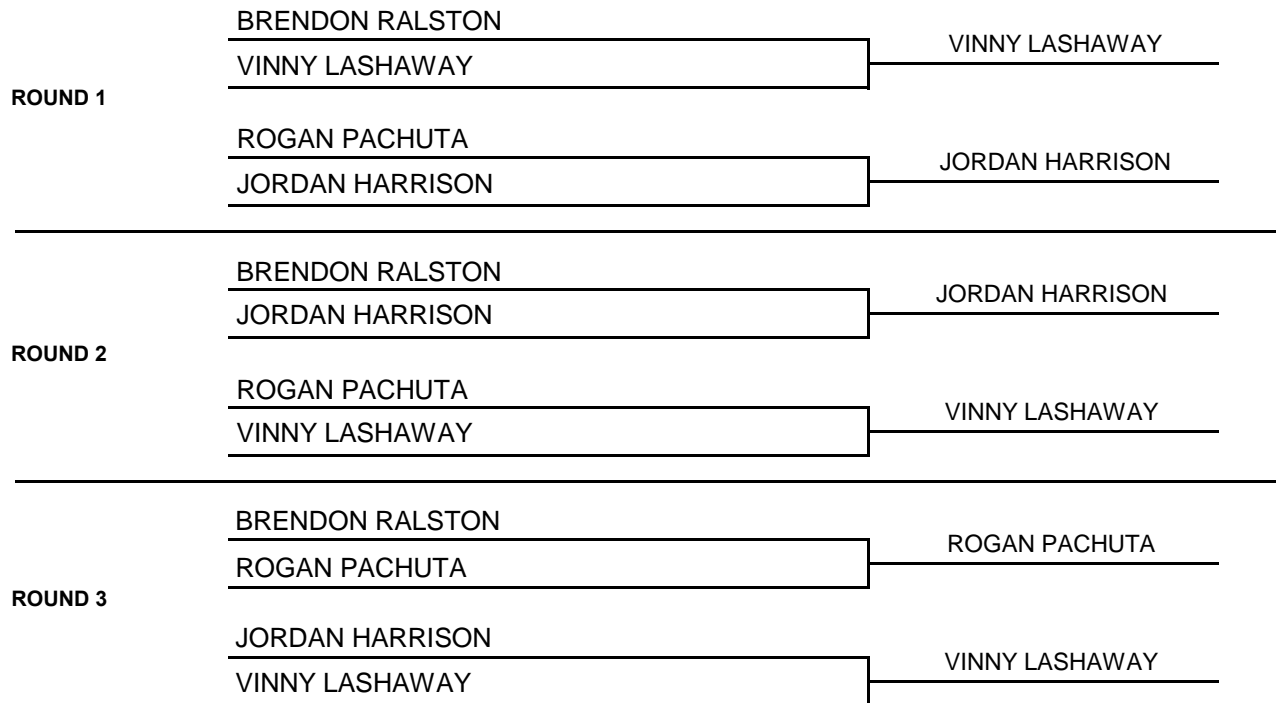 BRENDON RALSTON
VINNY LASHAWAY
VINNY LASHAWAY
ROUND 1
ROGAN PACHUTA
JORDAN HARRISON
JORDAN HARRISON
BRENDON RALSTON
JORDAN HARRISON
JORDAN HARRISON
ROUND 2
ROGAN PACHUTA
VINNY LASHAWAY
VINNY LASHAWAY
BRENDON RALSTON
ROGAN PACHUTA
ROGAN PACHUTA
ROUND 3
JORDAN HARRISON
VINNY LASHAWAY
VINNY LASHAWAY